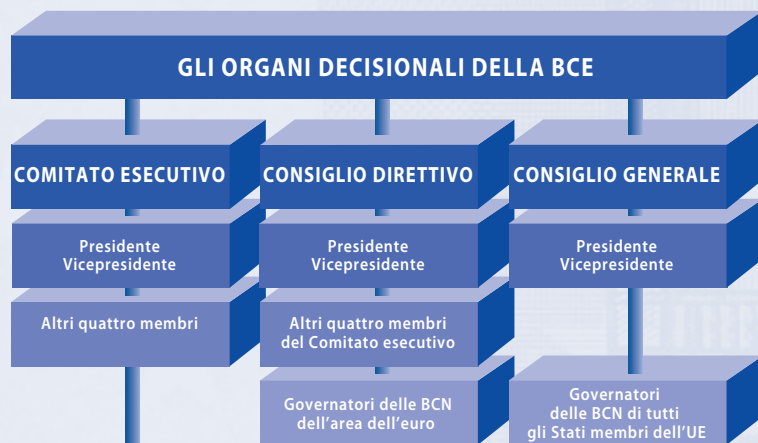 GLI ORGANI DECISIONALI DELLA BCE
COMITATO ESECUTIVO
Presidente
Vicepresidente
Altri quattro membri
CONSIGLIO DIRETTIVO
Presidente
Vicepresidente
Altri quattro membri
del Comitato esecutivo
Governatori delle BCN
dell'area dell'euro
CONSIGLIO GENERALE
Presidente
Vicepresidente
Governatori
delle BCN di tutti
gli Stati membri dell'UE